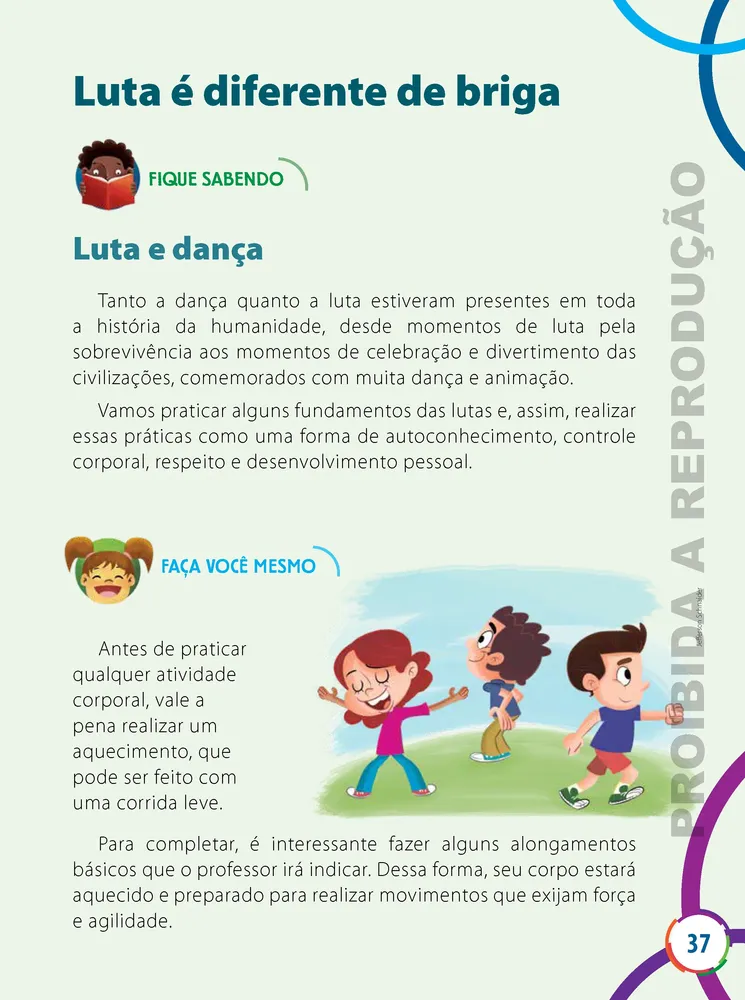 Luta é diferente de briga
FIQUE SABENDO
Luta e dança
Tanto a dança quanto a luta estiveram presentes em toda
a história da humanidade, desde momentos de luta pela
sobrevivência aos momentos de celebração e divertimento das
civilizações, comemorados com muita dança e animação.
Vamos praticar alguns fundamentos das lutas e, assim, realizar
essas práticas como uma forma de autoconhecimento, controle
corporal, respeito e desenvolvimento pessoal.
FAÇA VOCÊ MESMO
Antes de praticar
qualquer atividade
corporal, vale a
pena realizar um
aquecimento, que
pode ser feito com
uma corrida leve.
Para completar, é interessante fazer alguns alongamentos
básicos que o professor irá indicar. Dessa forma, seu corpo estará
aquecido e preparado para realizar movimentos que exijam força
e agilidade.
PROIBIDA A REPRODUÇÃO
37